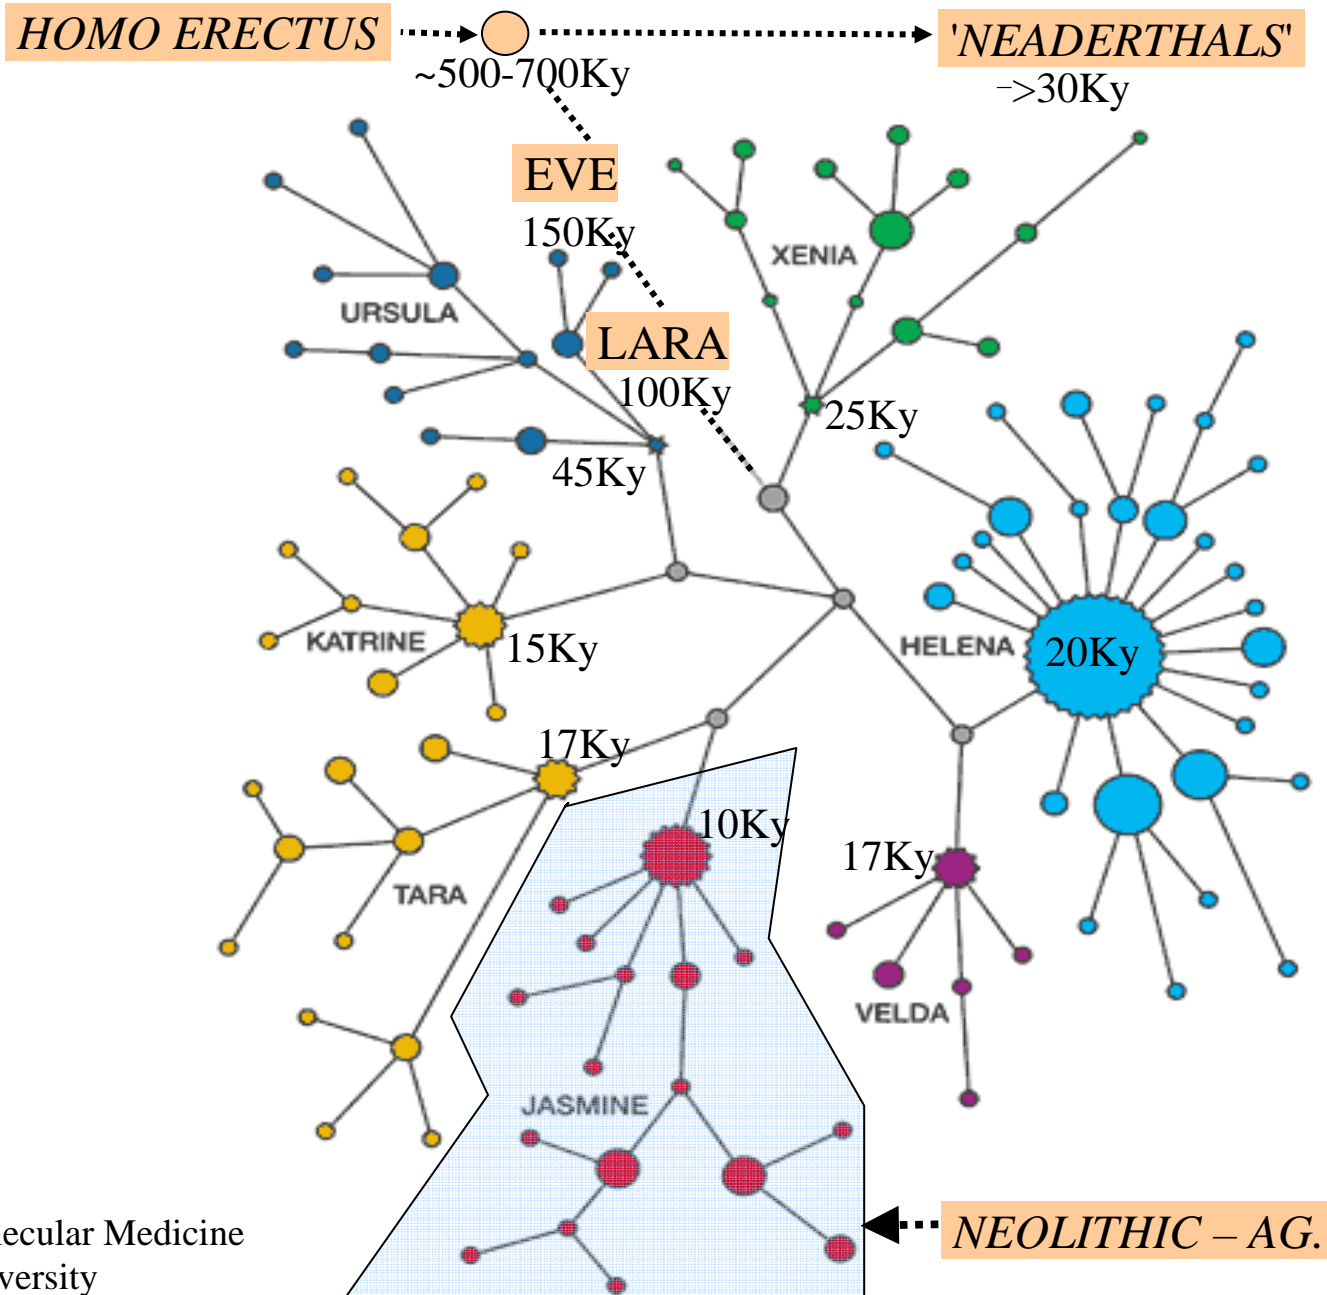 HOMO ERECTUS
~500-700Ky
'NEADERTHALS'
->30Ky
EVE
150Ky
XENIA
URSULA
LARA
100Ky
25Ky
45Ky
KATRINE
15Ky
HELENA
20Ky
17Ky
10Ky
17Ky
TARA
VELDA
JASMINE
NEOLITHIC – AG.
lecular Medicine
versity